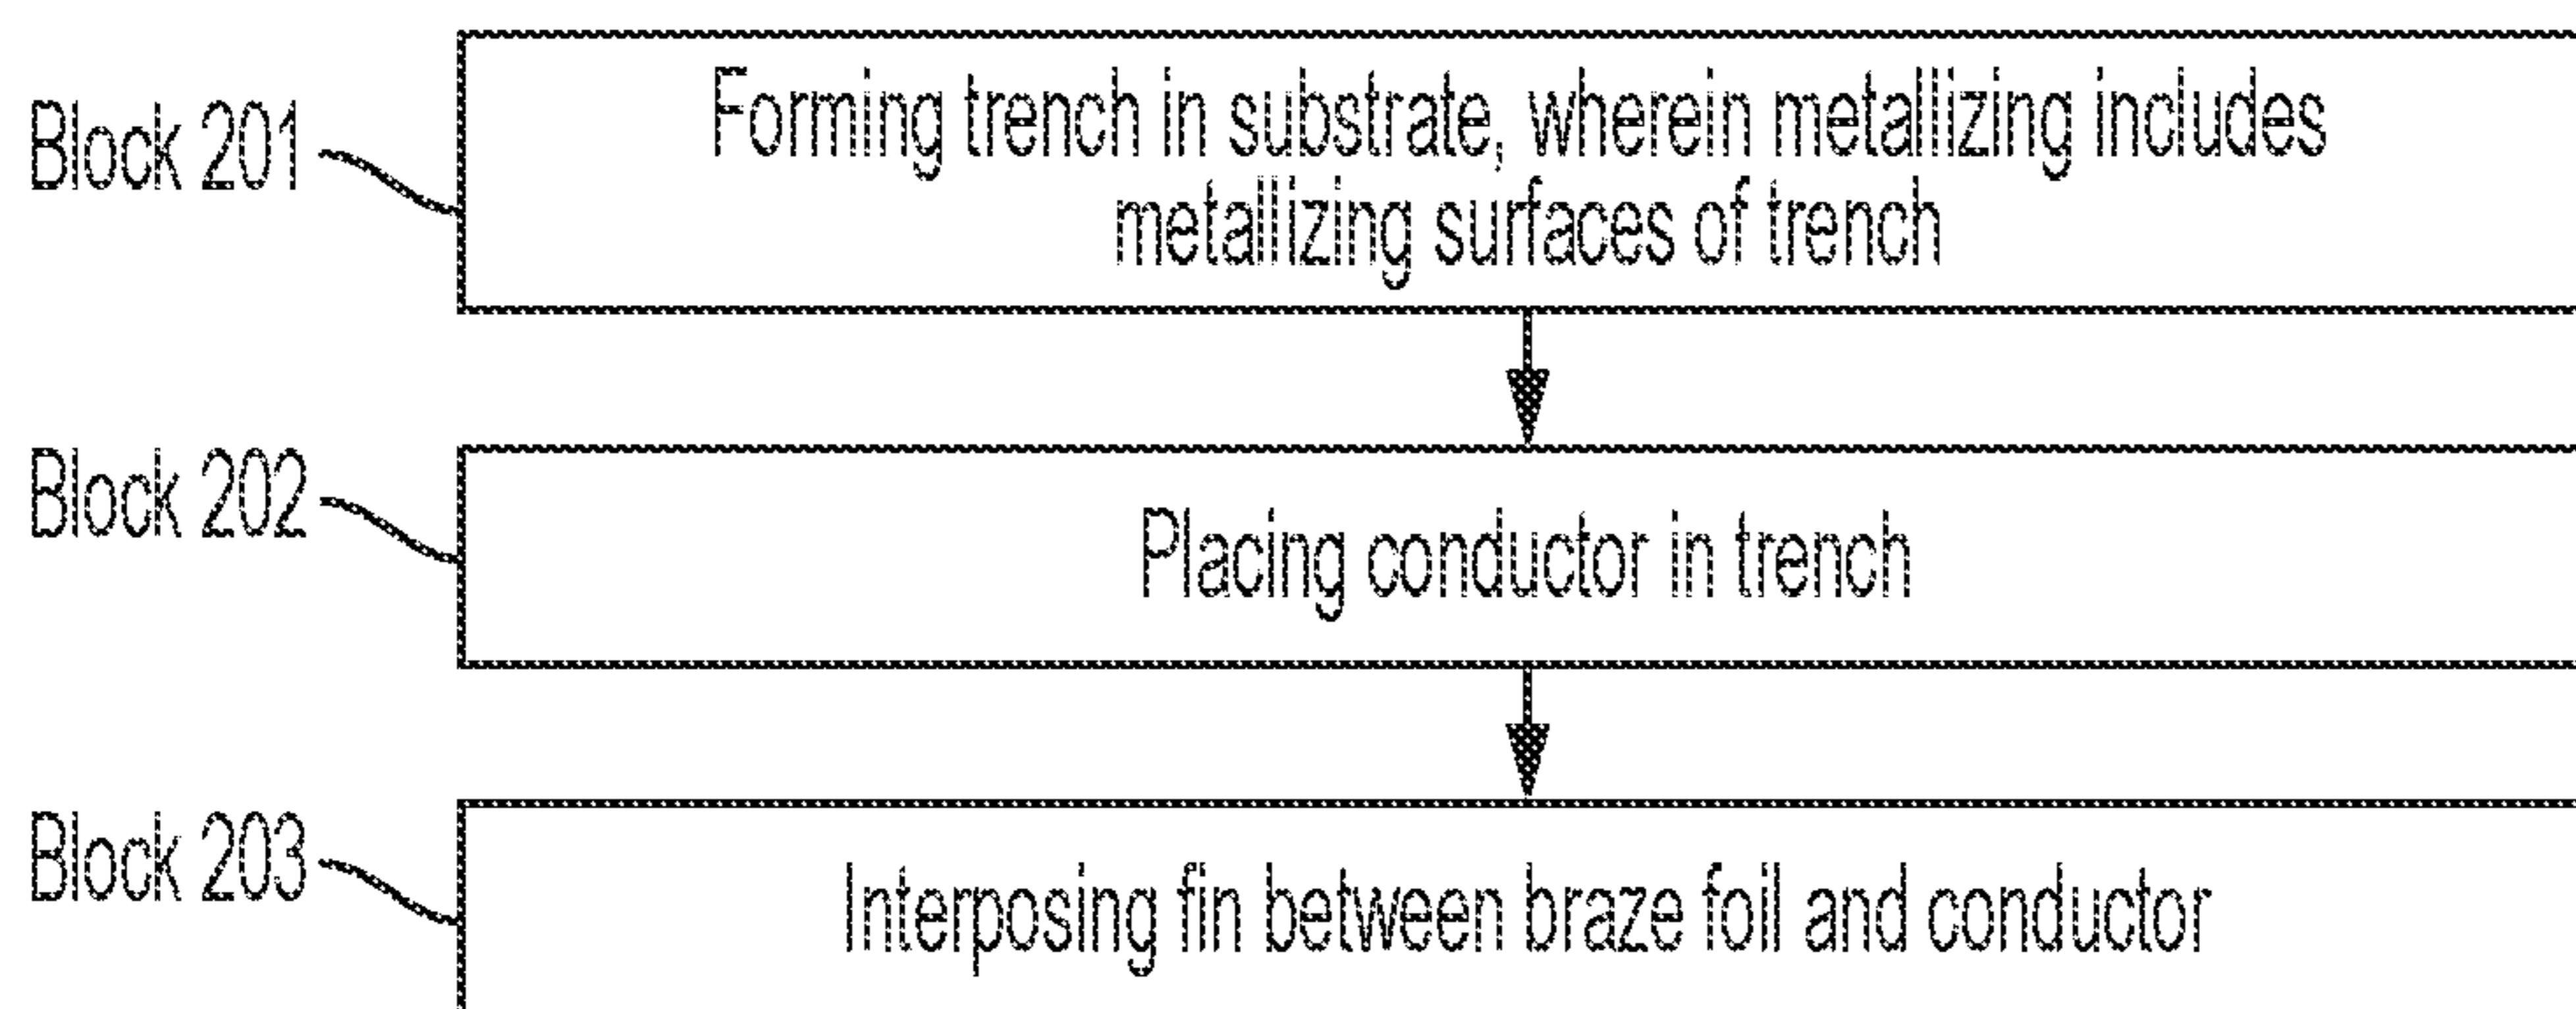 Block 201
Forming trench in substrate, wherein metallizing includes
metallizing surfaces of trench
Block 202
Placing conductor in trench
Block 203
Interposing fin between braze foil and conductor